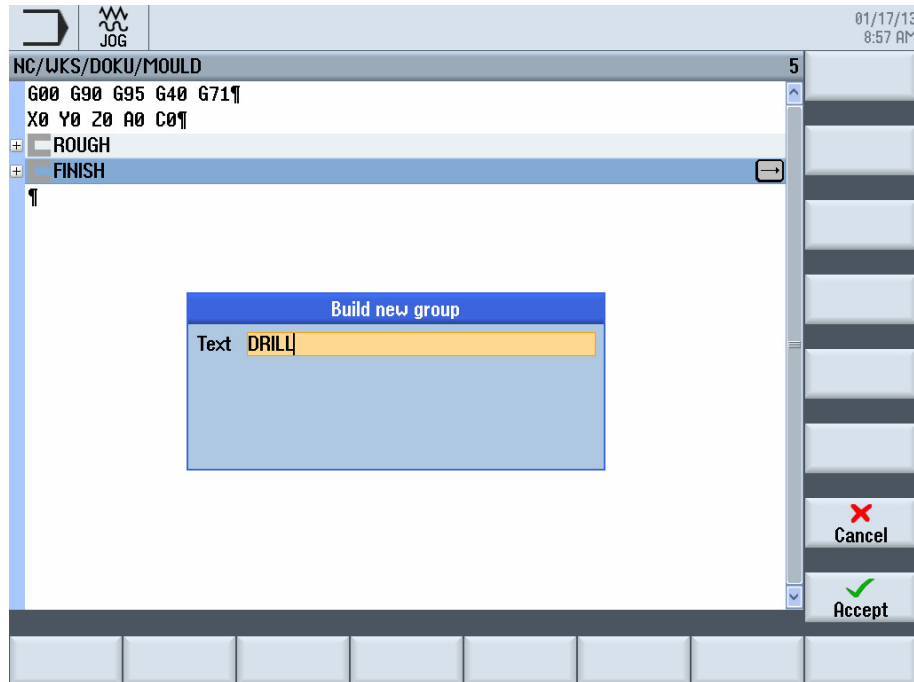 JOG
01/17/13
8:57 AM
NC/WKS/DOKU/MOULD 5
G00 G90 G95 G40 G71¶
X0 Y0 Z0 A0 C0¶
ROUGH
FINISH
¶
Build new group
Text DRILL
Cancel
Accept